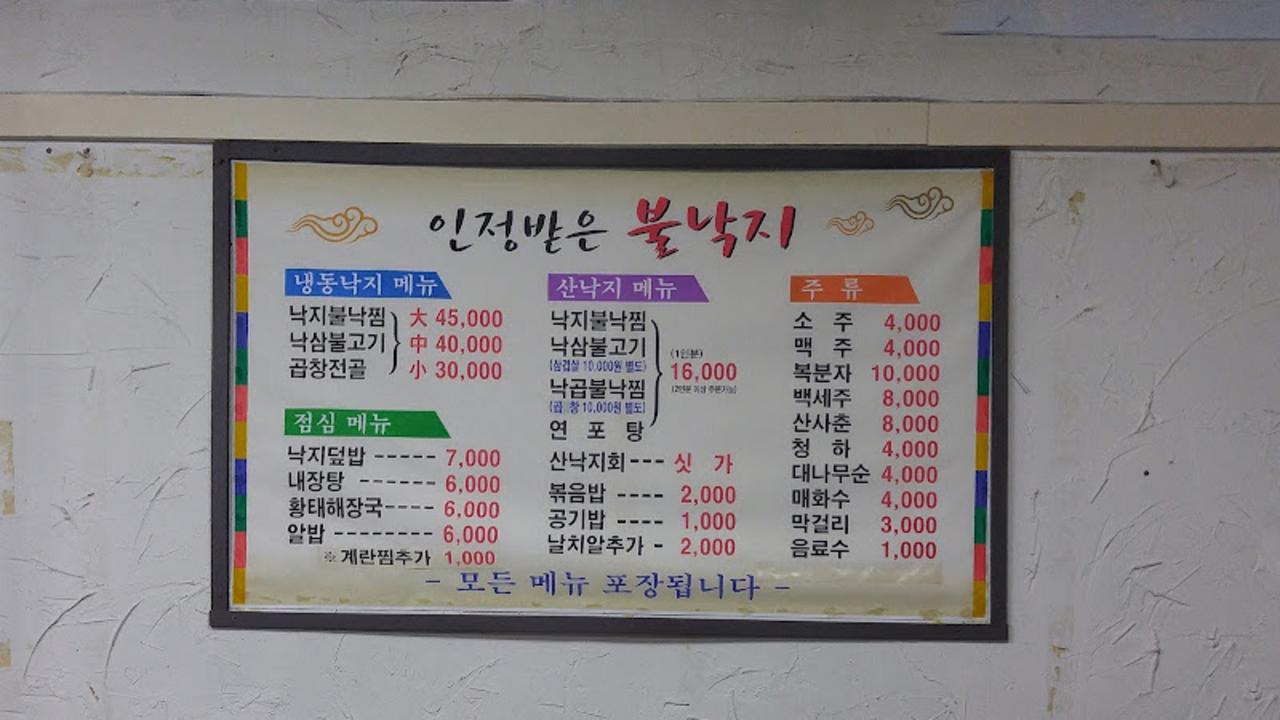 인정받은 불낙지
냉동낙지 메뉴
낙지불낙찜
낙삼불고기
곱창전골
大 45,000
中 40,000
小 30,000
점심 메뉴
낙지덮밥 ----- 7,000
내장탕 ------ 6,000
황태해장국---- 6,000
알밥 -------- 6,000
※ 계란찜추가 1,000
산낙지 메뉴
낙지불낙찜
낙삼불고기
(삼겹살 10,000원 별도)
낙곱불낙찜
(곱 창 10,000원 별도)
연 포 탕
(1인분)
16,000
(2인분 이상 주문가능)
산낙지회--- 싯 가
볶음밥 ---- 2,000
공기밥 ---- 1,000
날치알추가 - 2,000
주 류
소 주 4,000
맥 주 4,000
복분자 10,000
백세주 8,000
산사춘 8,000
청 하 4,000
대나무순 4,000
매화수 4,000
막걸리 3,000
음료수 1,000
- 모든 메뉴 포장됩니다 -